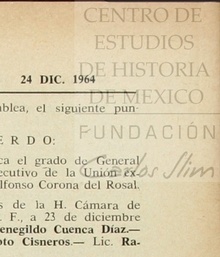 CENTRO DE
ESTUDIOS
DE HISTORIA
DE MEXICO
FUNDACIÓN
Carlos Slim
24 DIC. 1964
blea, el siguiente pun-
E R D O:
ca el grado de General
ecutivo de la Unión ex-
lfonso Corona del Rosal.
s de la H. Cámara de
. F., a 23 de diciembre
enegildo Cuenca Díaz.—
oto Cisneros.— Lic. Ra-